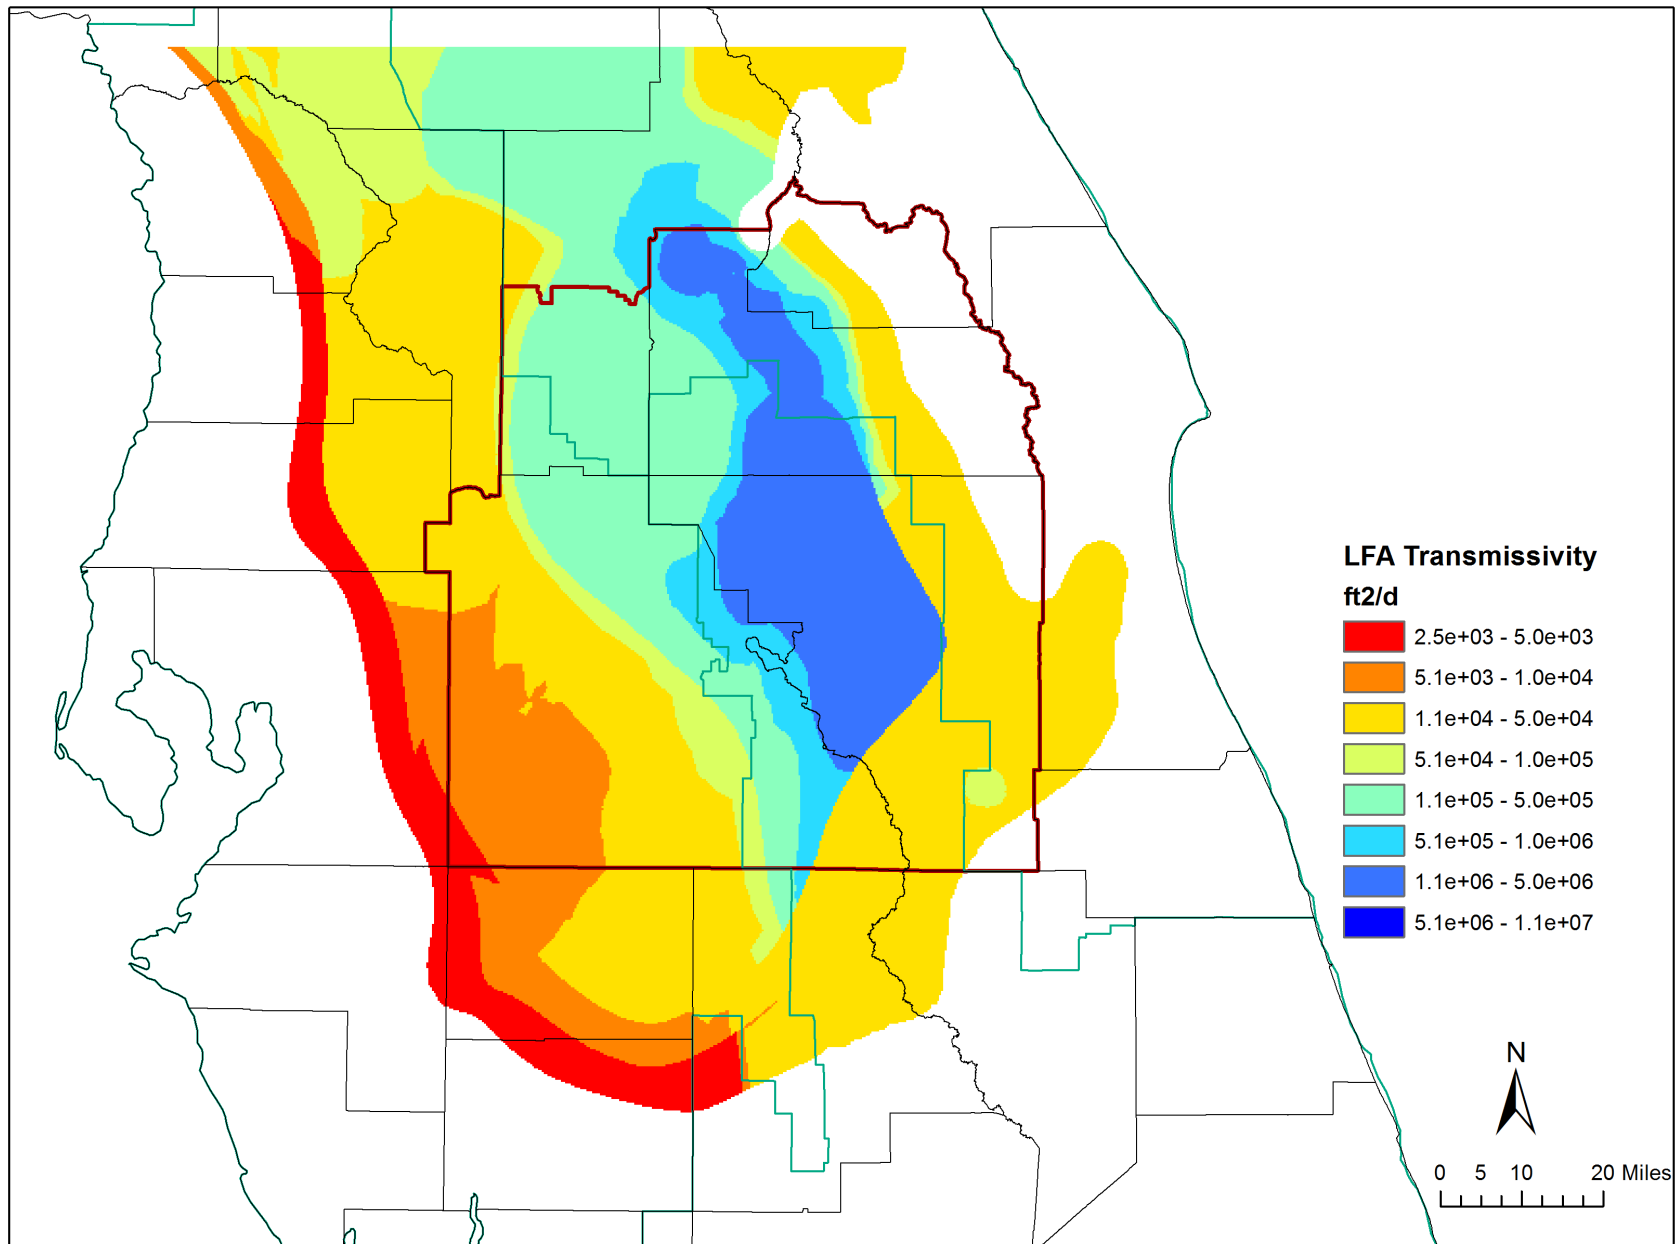 LFA Transmissivity
ft2/d
2.5e+03 - 5.0e+03
5.1e+03 - 1.0e+04
1.1e+04 - 5.0e+04
5.1e+04 - 1.0e+05
1.1e+05 - 5.0e+05
5.1e+05 - 1.0e+06
1.1e+06 - 5.0e+06
5.1e+06 - 1.1e+07
N
0 5 10 20 Miles